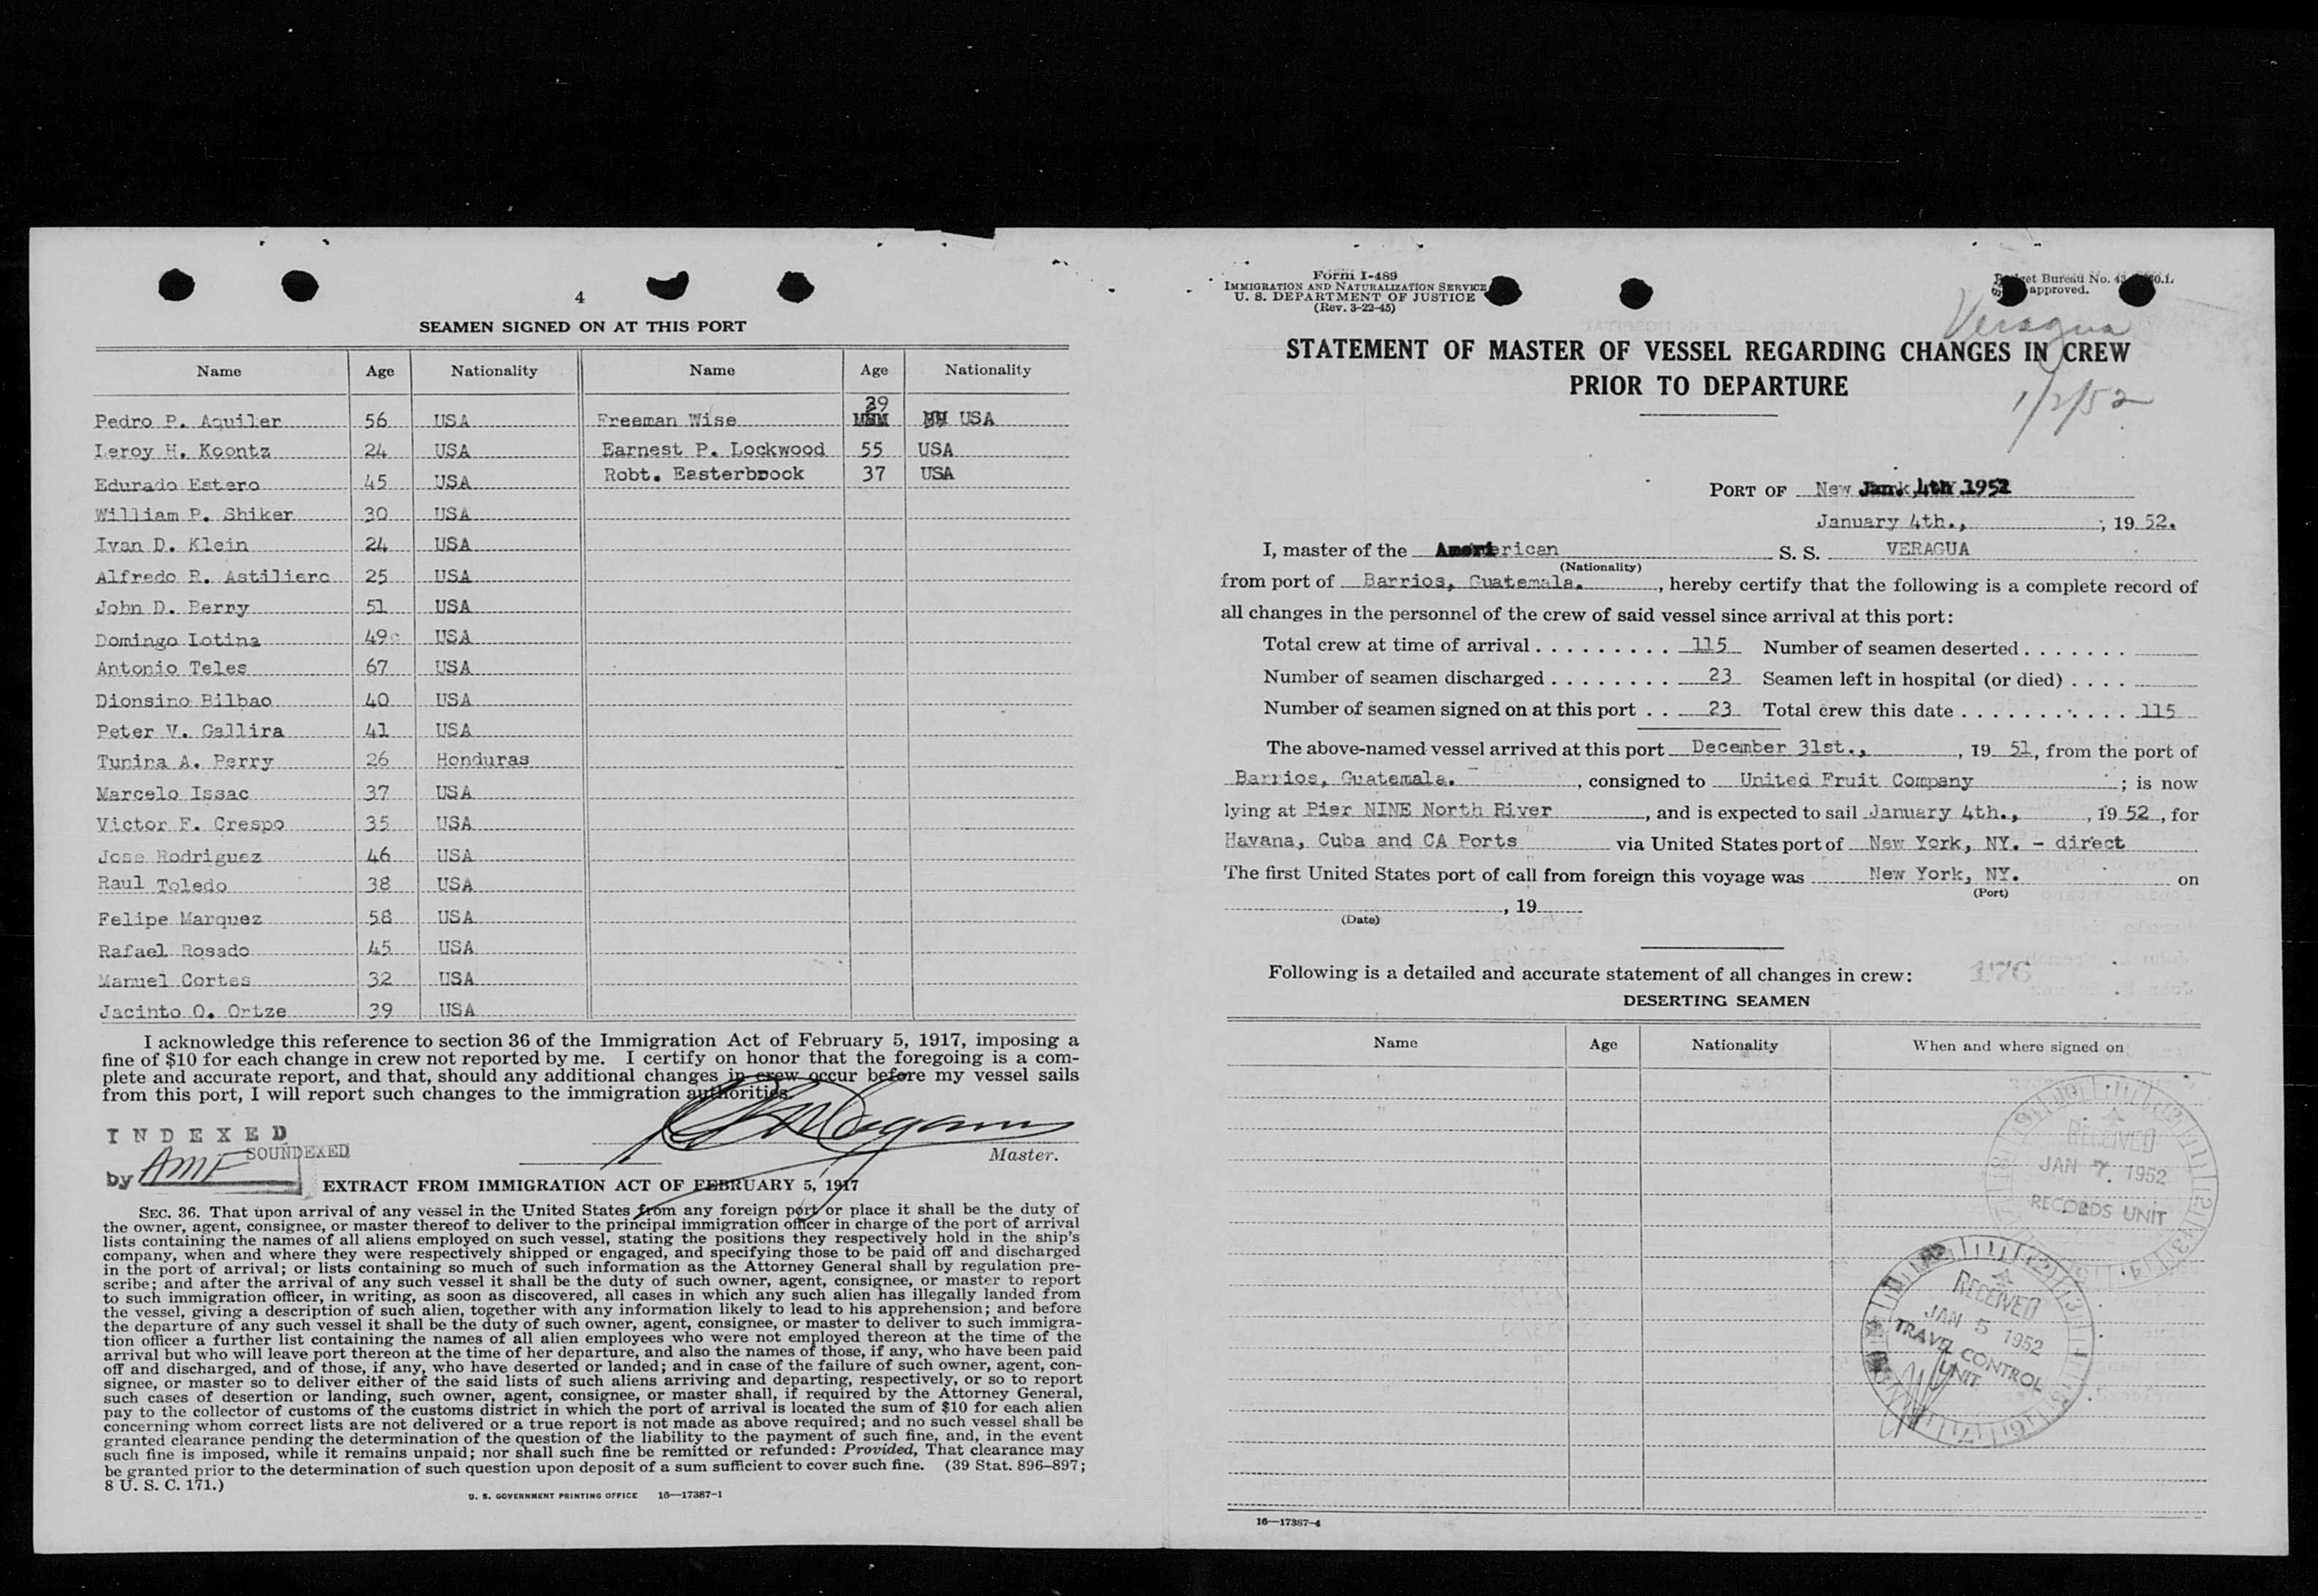 4
SEAMEN SIGNED ON AT THIS PORT
Name Age Nationality Name Age Nationality
Pedro P. Aquiler 56 USA Freeman Wise 39 USA
Leroy H. Koontz 24 USA Earnest P. Lockwood 55 USA
Edurado Estero 45 USA Robt. Easterbrook 37 USA
William P. Shiker 30 USA
Ivan D. Klein 24 USA
Alfredo R. Astiliero 25 USA
John D. Berry 51 USA
Domingo Lotina 49 USA
Antonio Teles 67 USA
Dionsino Bilbao 40 USA
Peter V. Gallira 41 USA
Tunina A. Perry 26 Honduras
Marcelo Issac 37 USA
Victor F. Crespo 35 USA
Jose Rodriguez 46 USA
Raul Toledo 38 USA
Felipe Marquez 58 USA
Rafael Rosado 45 USA
Manuel Cortes 32 USA
Jacinto O. Ortze 39 USA
I acknowledge this reference to section 36 of the Immigration Act of February 5, 1917, imposing a
fine of $10 for each change in crew not reported by me. I certify on honor that the foregoing is a com-
plete and accurate report, and that, should any additional changes in crew occur before my vessel sails
from this port, I will report such changes to the immigration authorities.
INDEXED
SOUNDEXED
by AMF
Master.
EXTRACT FROM IMMIGRATION ACT OF FEBRUARY 5, 1917
SEC. 36. That upon arrival of any vessel in the United States from any foreign port or place it shall be the duty of
the owner, agent, consignee, or master thereof to deliver to the principal immigration officer in charge of the port of arrival
lists containing the names of all aliens employed on such vessel, stating the positions they respectively hold in the ship's
company, when and where they were respectively shipped or engaged, and specifying those to be paid off and discharged
in the port of arrival; or lists containing so much of such information as the Attorney General shall by regulation pre-
scribe; and after the arrival of any such vessel it shall be the duty of such owner, agent, consignee, or master to report
to such immigration officer, in writing, as soon as discovered, all cases in which any such alien has illegally landed from
the vessel, giving a description of such alien, together with any information likely to lead to his apprehension; and before
the departure of any such vessel it shall be the duty of such owner, agent, consignee, or master to deliver to such immigra-
tion officer a further list containing the names of all alien employees who were not employed thereon at the time of the
arrival but who will leave port thereon at the time of her departure, and also the names of those, if any, who have been paid
off and discharged, and of those, if any, who have deserted or landed; and in case of the failure of such owner, agent, con-
signee, or master so to deliver either of the said lists of such aliens arriving and departing, respectively, or so to report
such cases of desertion or landing, such owner, agent, consignee, or master shall, if required by the Attorney General,
pay to the collector of customs of the customs district in which the port of arrival is located the sum of $10 for each alien
concerning whom correct lists are not delivered or a true report is not made as above required; and no such vessel shall be
granted clearance pending the determination of the question of the liability to the payment of such fine, and, in the event
such fine is imposed, while it remains unpaid; nor shall such fine be remitted or refunded: Provided, That clearance may
be granted prior to the determination of such question upon deposit of a sum sufficient to cover such fine. (39 Stat. 896–897;
8 U. S. C. 171.)
U. S. GOVERNMENT PRINTING OFFICE 16—17387-1
Form I-489
IMMIGRATION AND NATURALIZATION SERVICE
U. S. DEPARTMENT OF JUSTICE
(Rev. 3-22-45)
Bureau No.
approved.
Veragua
STATEMENT OF MASTER OF VESSEL REGARDING CHANGES IN CREW
PRIOR TO DEPARTURE
1/2/52
PORT OF New Jan. 4th 1952
January 4th., , 19 52.
I, master of the American S. S. VERAGUA
(Nationality)
from port of Barrios, Guatemala. , hereby certify that the following is a complete record of
all changes in the personnel of the crew of said vessel since arrival at this port:
Total crew at time of arrival . . . . . . . . . 115 Number of seamen deserted . . . . . . .
Number of seamen discharged . . . . . . . . 23 Seamen left in hospital (or died) . . . .
Number of seamen signed on at this port . . 23 Total crew this date . . . . . . . . . . . 115
The above-named vessel arrived at this port December 31st., , 19 51, from the port of
Barrios, Guatemala. , consigned to United Fruit Company ; is now
lying at Pier NINE North River , and is expected to sail January 4th., , 19 52, for
Havana, Cuba and CA Ports via United States port of New York, NY. - direct
The first United States port of call from foreign this voyage was New York, NY. on
(Port)
, 19
(Date)
Following is a detailed and accurate statement of all changes in crew: 176
DESERTING SEAMEN
Name Age Nationality When and where signed on
RECEIVED
JAN 7. 1952
RECORDS UNIT
RECEIVED
JAN 5 1952
TRAVEL CONTROL
UNIT
16—17387-4